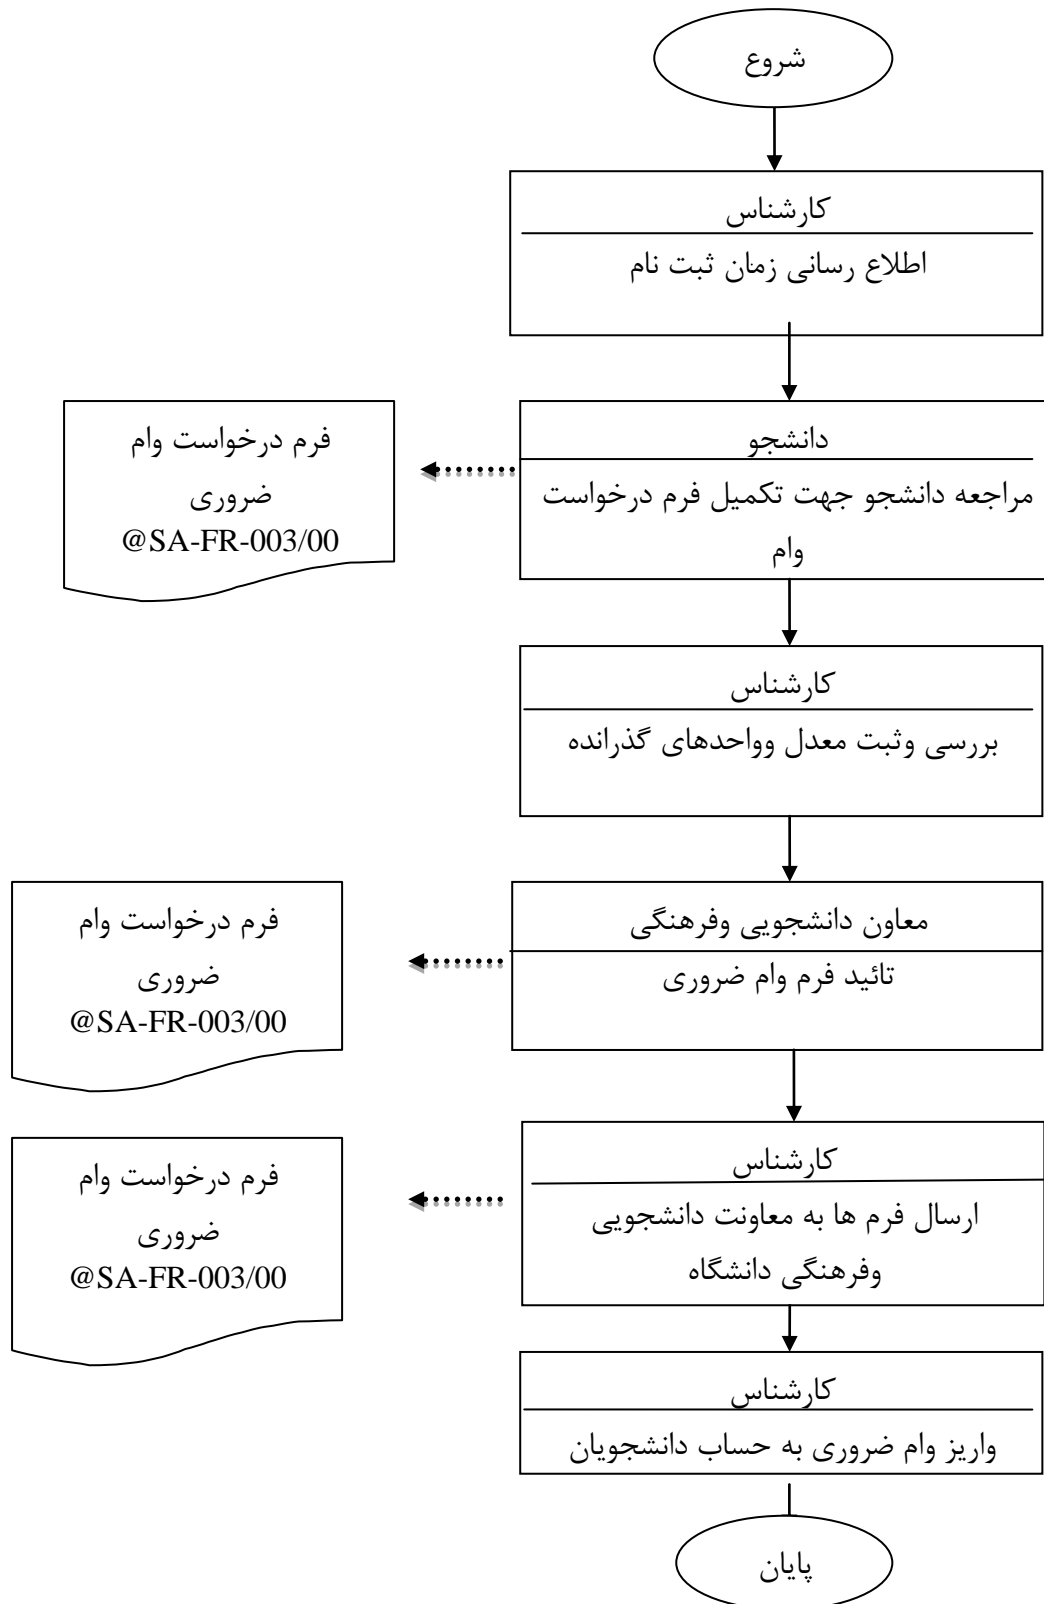 شروع
کارشناس
اطلاع رسانی زمان ثبت نام
دانشجو
مراجعه دانشجو جهت تکمیل فرم درخواست
وام
فرم درخواست وام
ضروری
@SA-FR-003/00
کارشناس
بررسی وثبت معدل وواحدهای گذرانده
معاون دانشجویی وفرهنگی
تائید فرم وام ضروری
فرم درخواست وام
ضروری
@SA-FR-003/00
کارشناس
ارسال فرم ها به معاونت دانشجویی
وفرهنگی دانشگاه
فرم درخواست وام
ضروری
@SA-FR-003/00
کارشناس
واریز وام ضروری به حساب دانشجویان
پایان